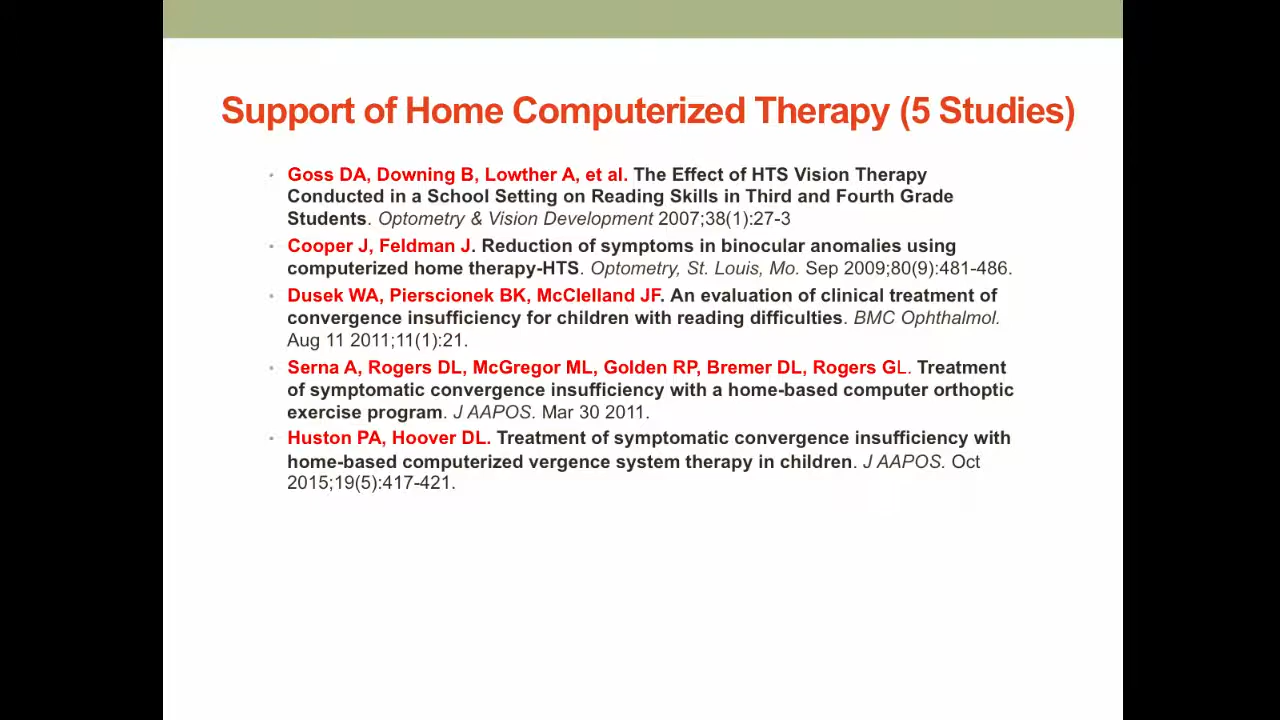 Support of Home Computerized Therapy (5 Studies)
• Goss DA, Downing B, Lowther A, et al. The Effect of HTS Vision Therapy
Conducted in a School Setting on Reading Skills in Third and Fourth Grade
Students. Optometry & Vision Development 2007;38(1):27-3
• Cooper J, Feldman J. Reduction of symptoms in binocular anomalies using
computerized home therapy-HTS. Optometry, St. Louis, Mo. Sep 2009;80(9):481-486.
• Dusek WA, Pierscionek BK, McClelland JF. An evaluation of clinical treatment of
convergence insufficiency for children with reading difficulties. BMC Ophthalmol.
Aug 11 2011;11(1):21.
• Serna A, Rogers DL, McGregor ML, Golden RP, Bremer DL, Rogers GL. Treatment
of symptomatic convergence insufficiency with a home-based computer orthoptic
exercise program. J AAPOS. Mar 30 2011.
• Huston PA, Hoover DL. Treatment of symptomatic convergence insufficiency with
home-based computerized vergence system therapy in children. J AAPOS. Oct
2015;19(5):417-421.